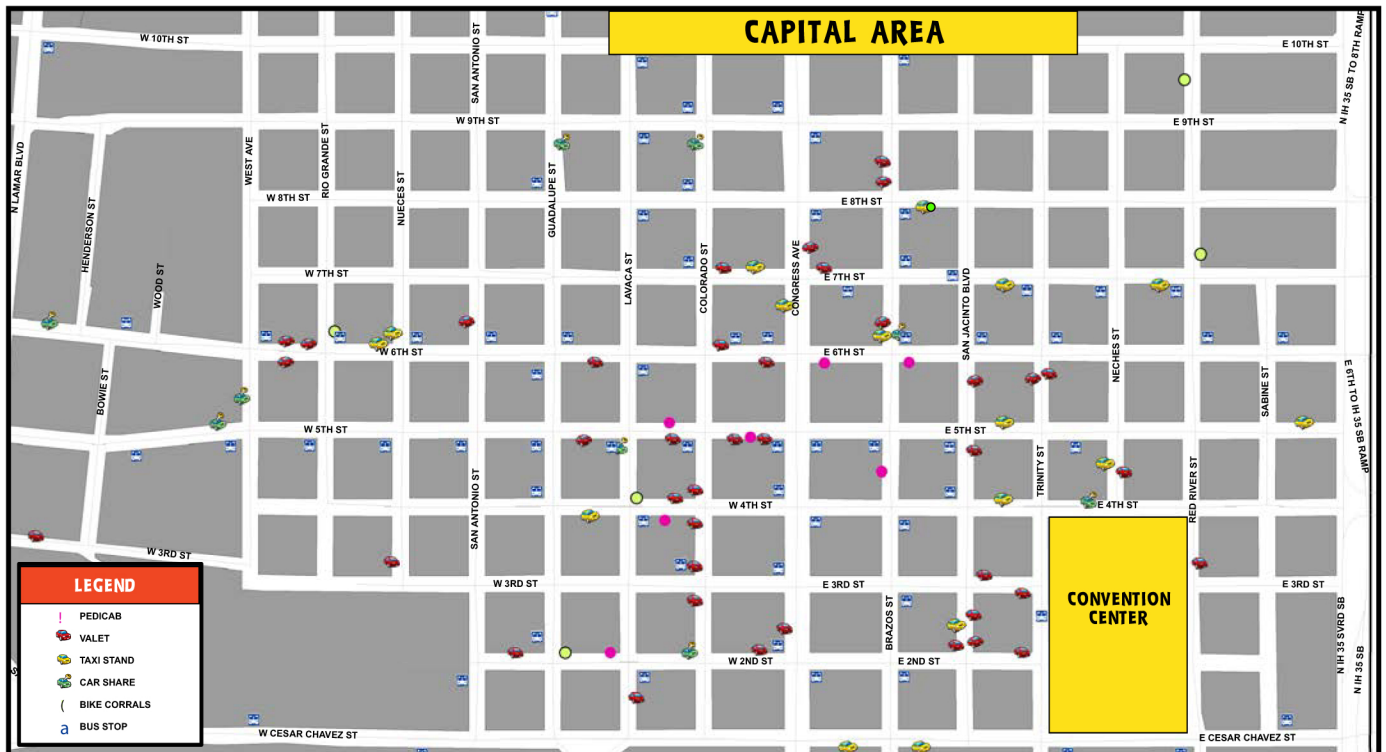 CAPITAL AREA
W 10TH ST
E 10TH ST
N IH 35 SB TO 8TH RAMP
SAN ANTONIO ST
W 9TH ST
E 9TH ST
N LAMAR BLVD
HENDERSON ST
WOOD ST
WEST AVE
RIO GRANDE ST
NUECES ST
GUADALUPE ST
W 8TH ST
E 8TH ST
LAVACA ST
COLORADO ST
CONGRESS AVE
SAN JACINTO BLVD
W 7TH ST
E 7TH ST
W 6TH ST
E 6TH ST
NECHES ST
SABINE ST
E 6TH TO IH 35 SB RAMP
BOWIE ST
W 5TH ST
E 5TH ST
SAN ANTONIO ST
TRINITY ST
RED RIVER ST
W 4TH ST
E 4TH ST
W 3RD ST
W 3RD ST
E 3RD ST
E 3RD ST
CONVENTION
CENTER
BRAZOS ST
N IH 35 SVRD SB
N IH 35 SB
W 2ND ST
E 2ND ST
W CESAR CHAVEZ ST
E CESAR CHAVEZ ST
LEGEND
! PEDICAB
VALET
TAXI STAND
CAR SHARE
( BIKE CORRALS
a BUS STOP